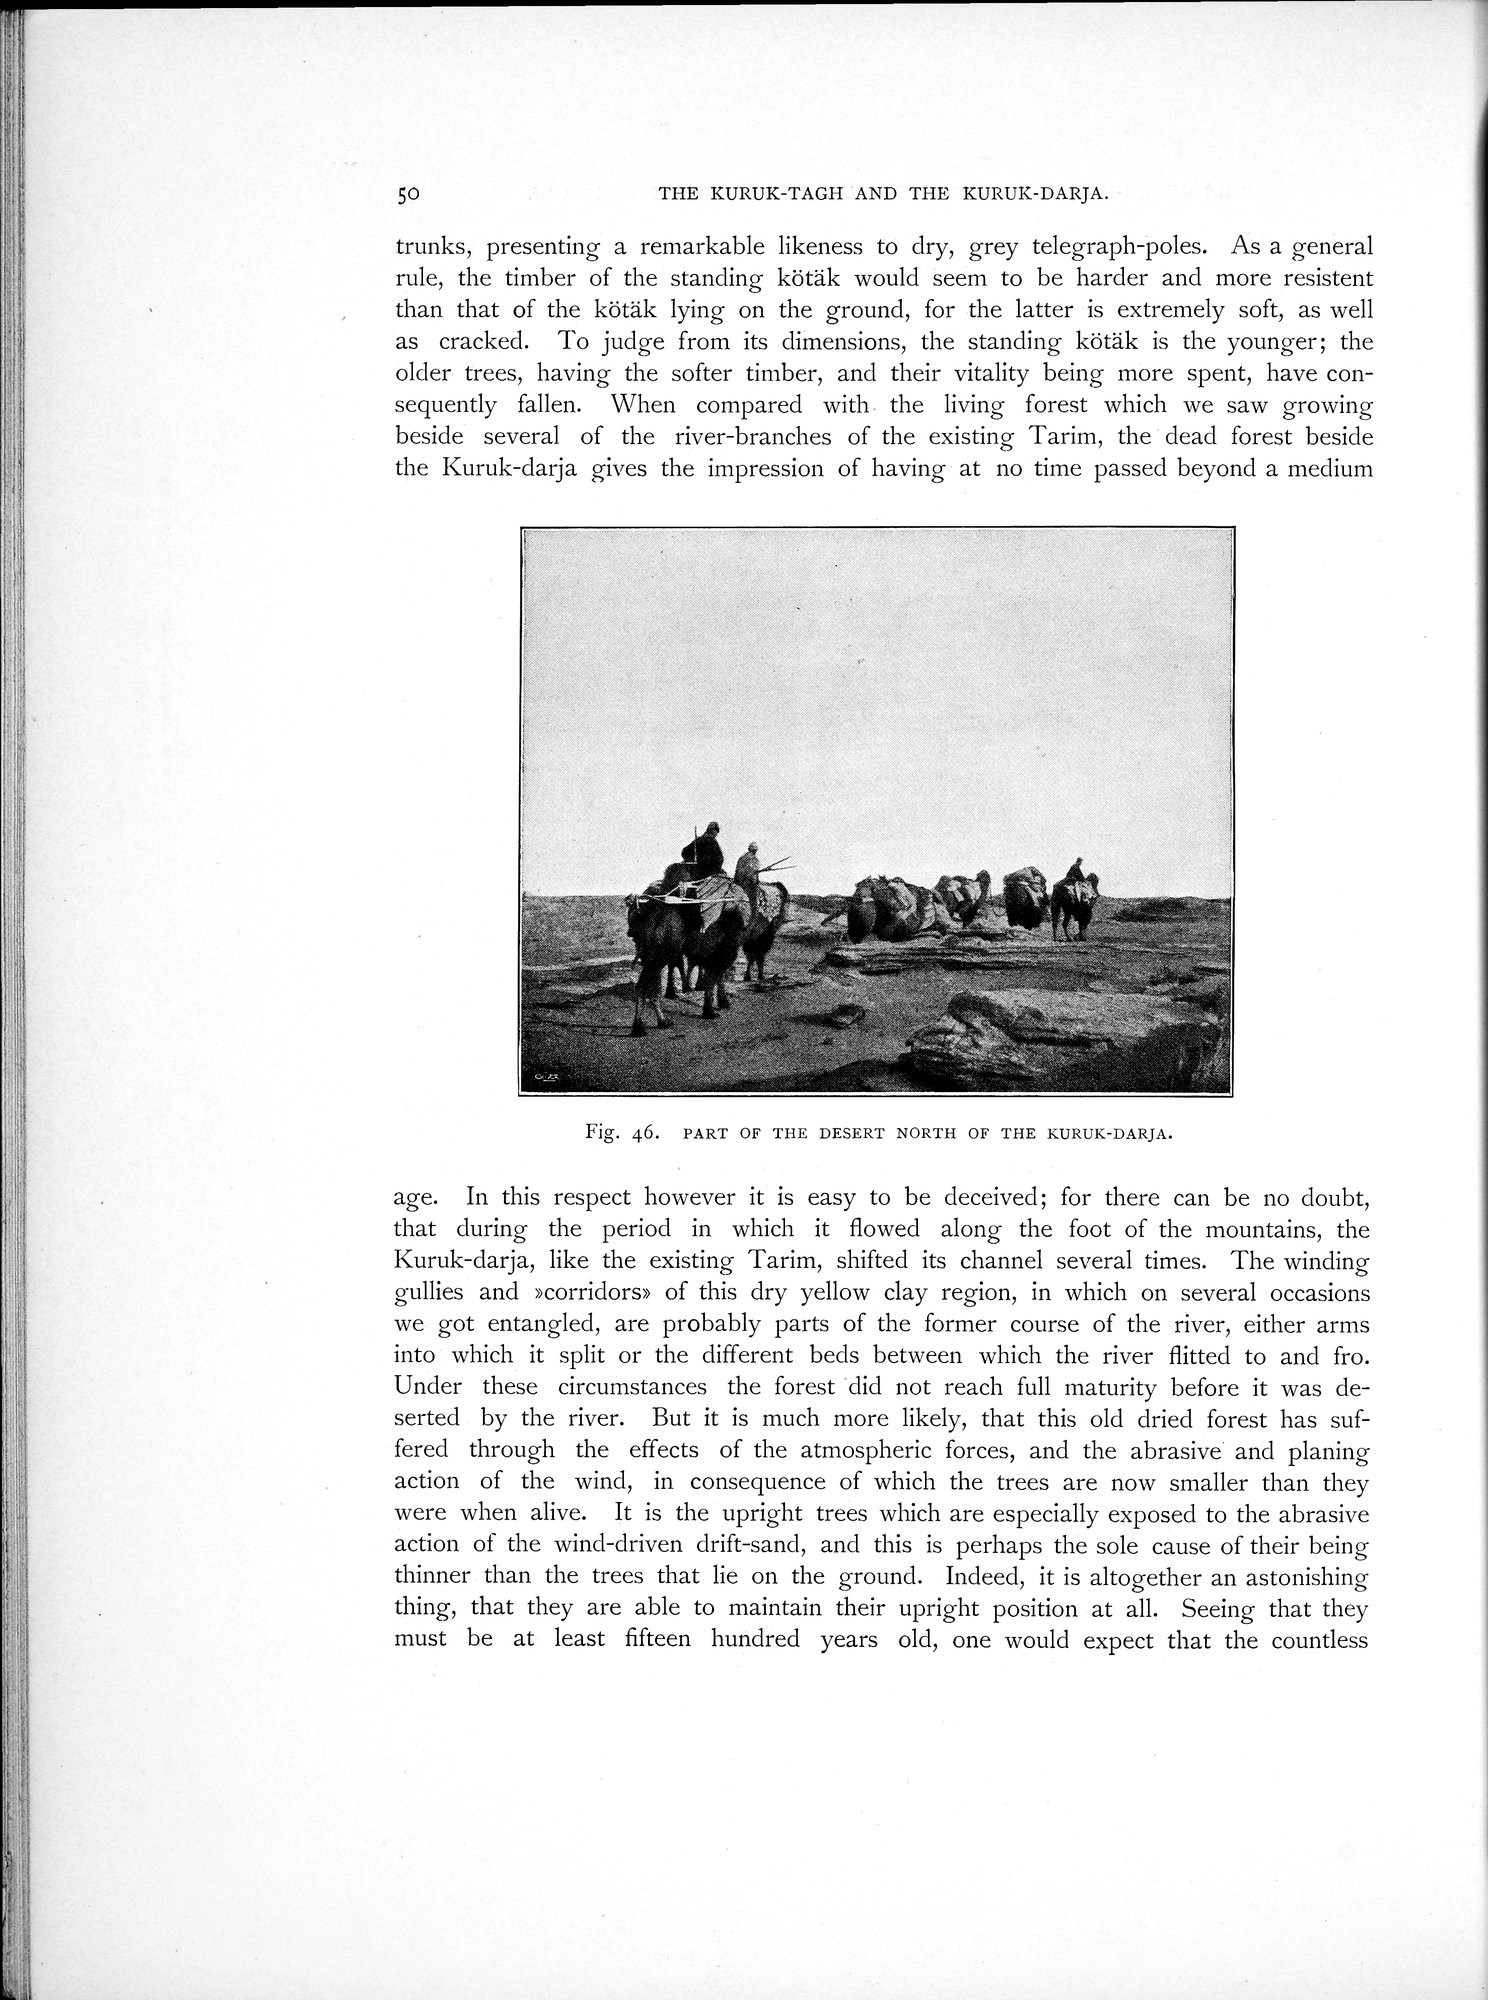 50 THE KURUK-TAGH AND THE KURUK-DARJA.
trunks, presenting a remarkable likeness to dry, grey telegraph-poles. As a general
rule, the timber of the standing kötäk would seem to be harder and more resistent
than that of the kötäk lying on the ground, for the latter is extremely soft, as well
as cracked. To judge from its dimensions, the standing kötäk is the younger; the
older trees, having the softer timber, and their vitality being more spent, have con-
sequently fallen. When compared with the living forest which we saw growing
beside several of the river-branches of the existing Tarim, the dead forest beside
the Kuruk-darja gives the impression of having at no time passed beyond a medium
Fig. 46. PART OF THE DESERT NORTH OF THE KURUK-DARJA.
age. In this respect however it is easy to be deceived; for there can be no doubt,
that during the period in which it flowed along the foot of the mountains, the
Kuruk-darja, like the existing Tarim, shifted its channel several times. The winding
gullies and »corridors» of this dry yellow clay region, in which on several occasions
we got entangled, are probably parts of the former course of the river, either arms
into which it split or the different beds between which the river flitted to and fro.
Under these circumstances the forest did not reach full maturity before it was de-
serted by the river. But it is much more likely, that this old dried forest has suf-
fered through the effects of the atmospheric forces, and the abrasive and planing
action of the wind, in consequence of which the trees are now smaller than they
were when alive. It is the upright trees which are especially exposed to the abrasive
action of the wind-driven drift-sand, and this is perhaps the sole cause of their being
thinner than the trees that lie on the ground. Indeed, it is altogether an astonishing
thing, that they are able to maintain their upright position at all. Seeing that they
must be at least fifteen hundred years old, one would expect that the countless